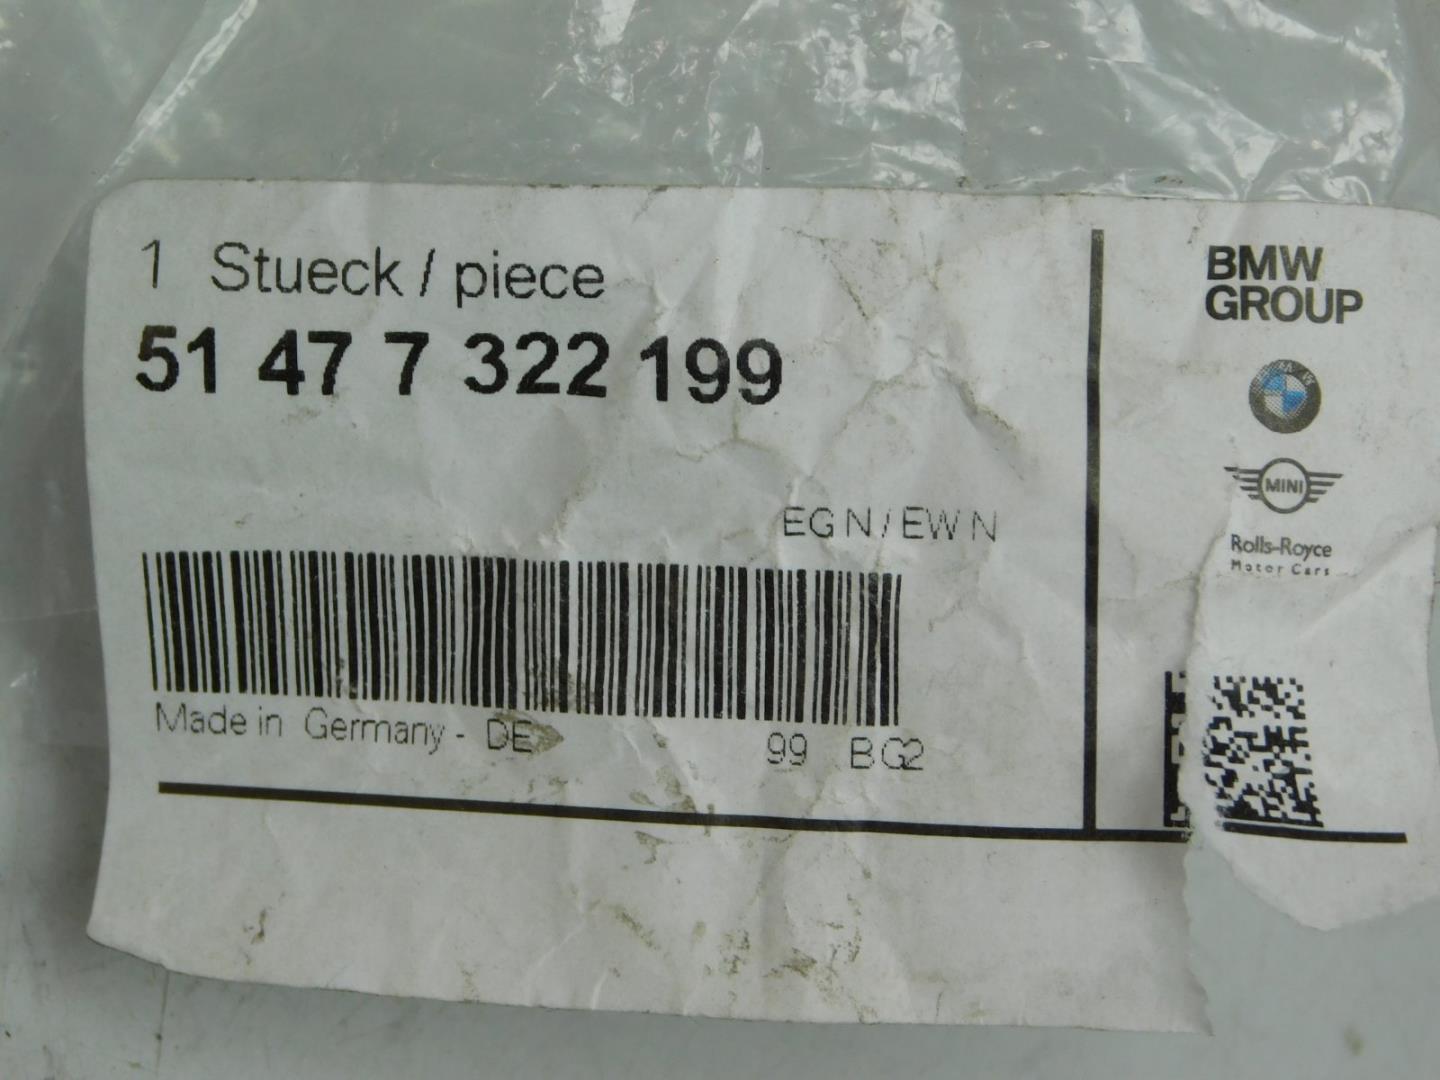 1 Stueck / piece
51 47 7 322 199
EG N / EW N
Made in Germany - DE
99 BG2
BMW
GROUP
MINI
Rolls-Royce
Motor Cars